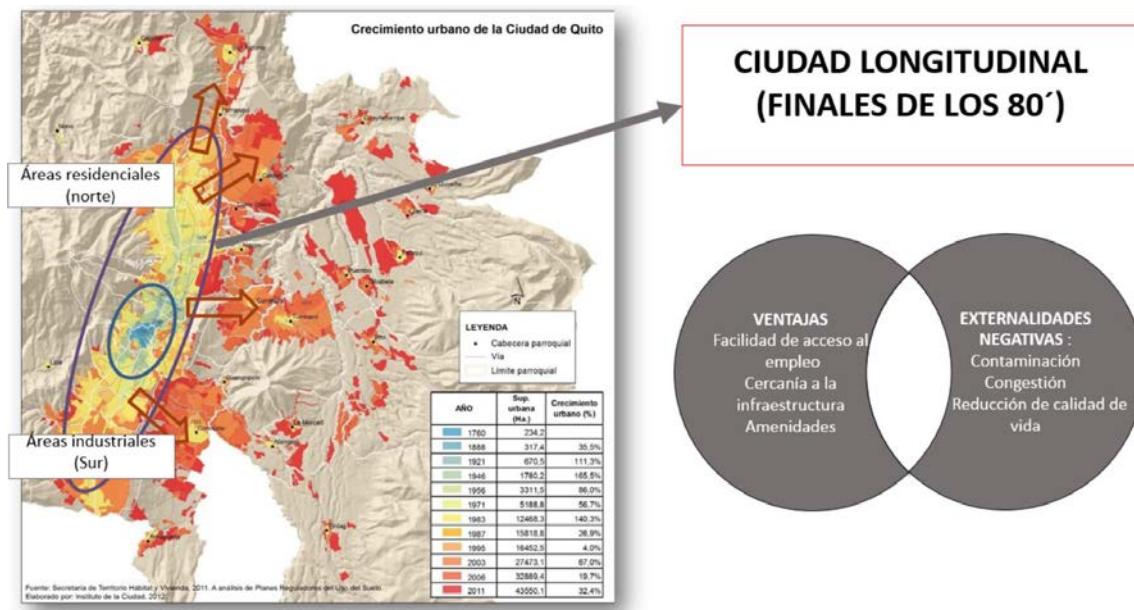 Crecimiento urbano de la Ciudad de Quito
CIUDAD LONGITUDINAL
(FINALES DE LOS 80´)
Áreas residenciales
(norte)
Áreas industriales
(Sur)
Puembo
Tumbaco
La Merced
N
LEYENDA
Cabecera parroquial
Vía
Límite parroquial
AÑO Sup. urbana (Ha.) Crecimiento urbano (%)
1760 234,2
1888 317,4 35,5%
1921 670,5 111,3%
1946 1780,2 165,5%
1956 3311,5 86,0%
1971 5188,8 56,7%
1983 12468,3 140,3%
1987 15818,8 26,9%
1995 16452,5 4,0%
2003 27473,1 67,0%
2006 32889,4 19,7%
2011 43550,1 32,4%
Fuente: Secretaría de Territorio Hábitat y Vivienda, 2011. A análisis de Planes Reguladores del Uso del Suelo.
Elaborado por: Instituto de la Ciudad, 2012.
VENTAJAS
Facilidad de acceso al
empleo
Cercanía a la
infraestructura
Amenidades
EXTERNALIDADES
NEGATIVAS :
Contaminación
Congestión
Reducción de calidad de
vida